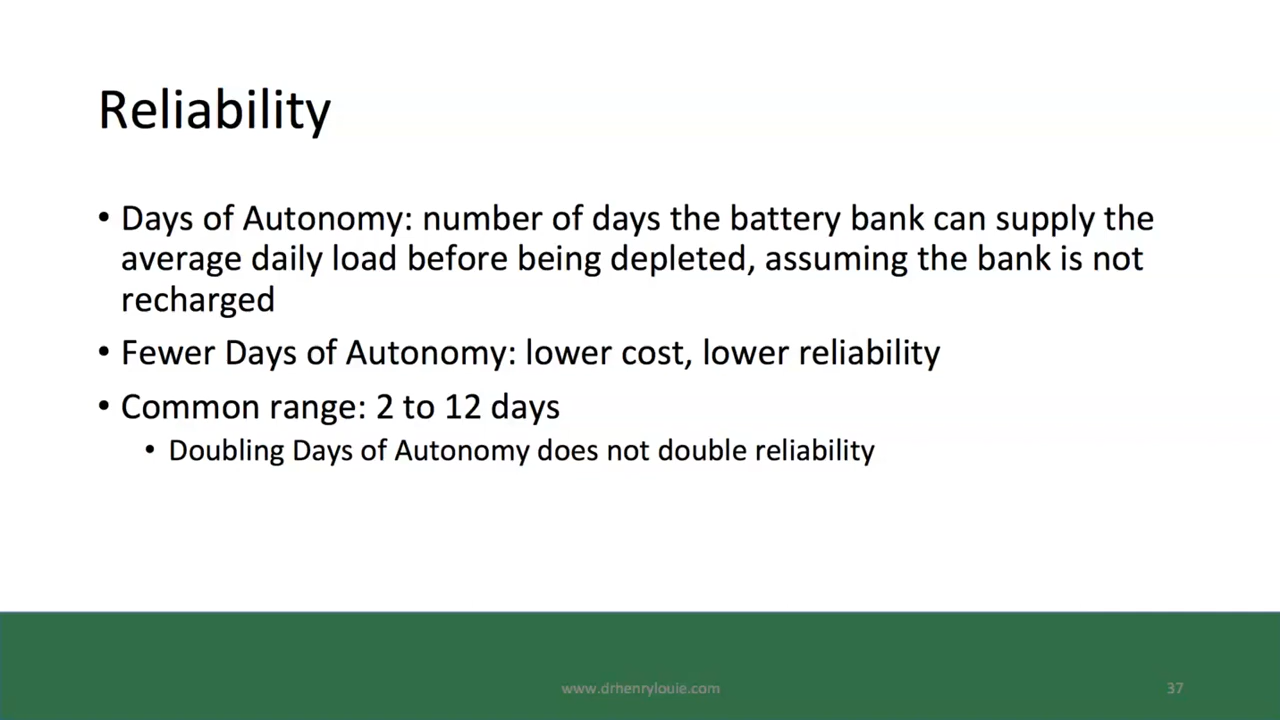 Reliability
• Days of Autonomy: number of days the battery bank can supply the
average daily load before being depleted, assuming the bank is not
recharged
• Fewer Days of Autonomy: lower cost, lower reliability
• Common range: 2 to 12 days
• Doubling Days of Autonomy does not double reliability
www.drhenrylouie.com
37